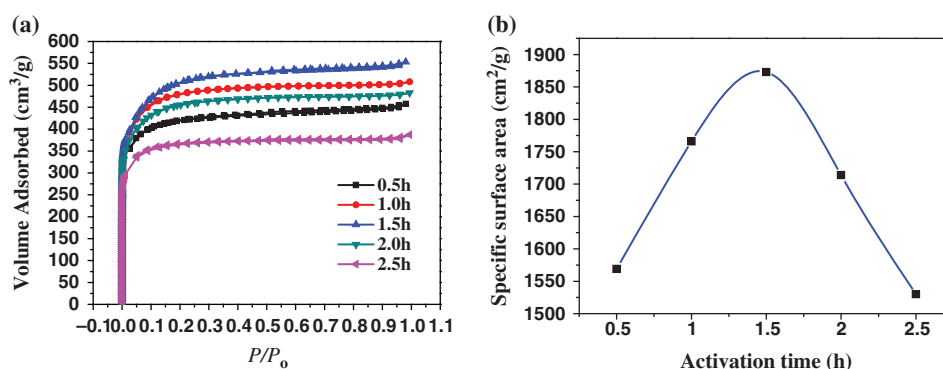 (a)
Volume Adsorbed (cm³/g)
600
550
500
450
400
350
300
250
200
150
100
50
0
−0.1 0.0 0.1 0.2 0.3 0.4 0.5 0.6 0.7 0.8 0.9 1.0 1.1
P/Po
0.5h
1.0h
1.5h
2.0h
2.5h
(b)
Specific surface area (cm²/g)
1900
1850
1800
1750
1700
1650
1600
1550
1500
0.5 1 1.5 2 2.5
Activation time (h)